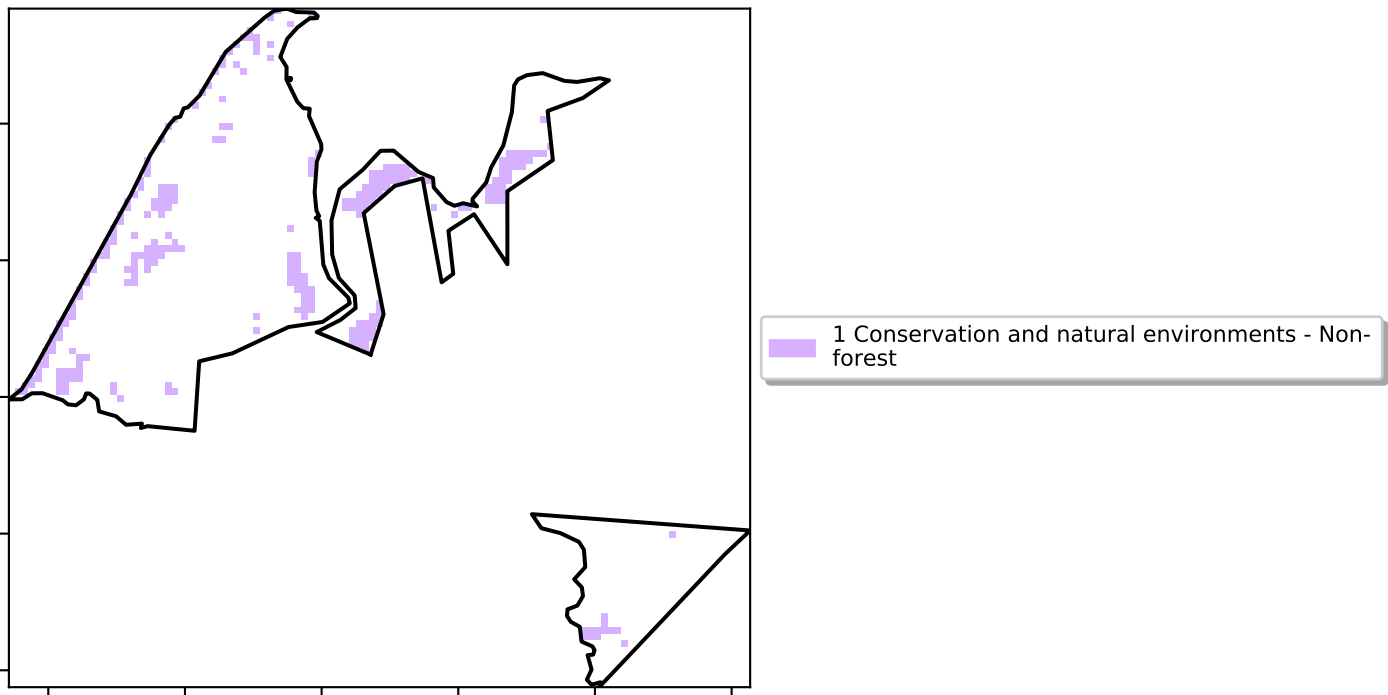 1 Conservation and natural environments - Non-
forest